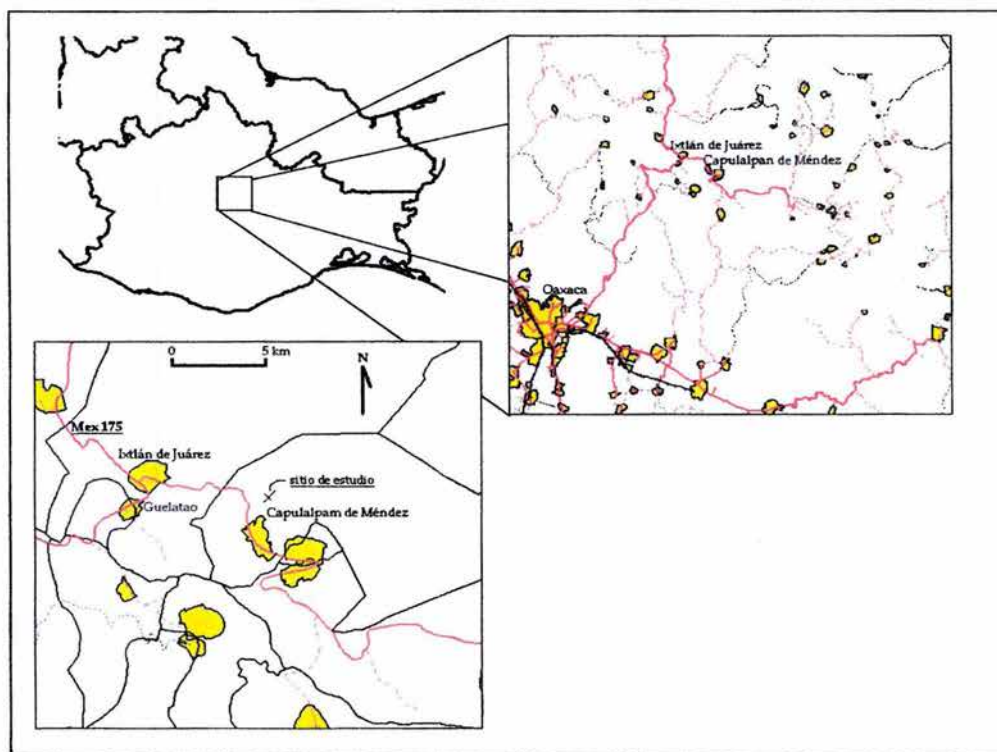 Ixtlán de Juárez
Capulalpan de Méndez
Oaxaca
0 5 km
N
Mex 175
Ixtlán de Juárez
Guelatao
sitio de estudio
Capulalpam de Méndez